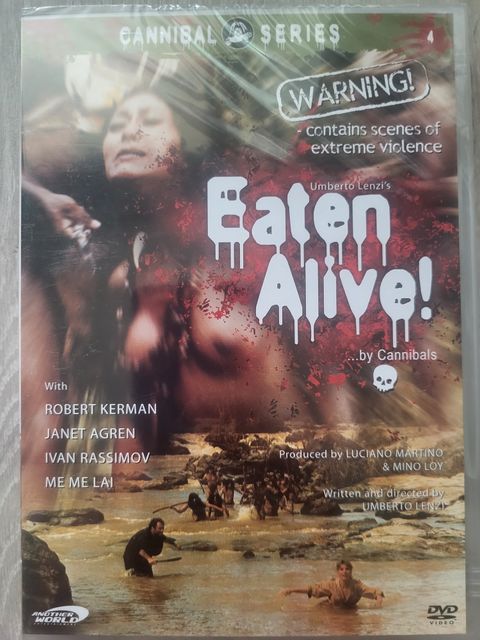 CANNIBAL SERIES
4
WARNING!
- contains scenes of
extreme violence
Umberto Lenzi's
Eaten
Alive!
...by Cannibals
With
ROBERT KERMAN
JANET AGREN
IVAN RASSIMOV
ME ME LAI
Produced by LUCIANO MARTINO
& MINO LOY
Written and directed by
UMBERTO LENZI
ANOTHER
WORLD
ENTERTAINMENT
DVD
VIDEO